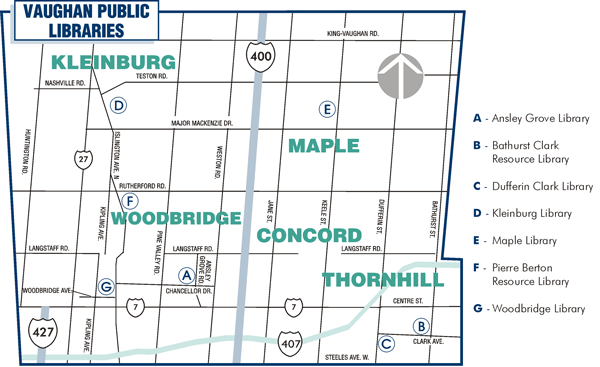 VAUGHAN PUBLIC
LIBRARIES
KING-VAUGHAN RD.
400
KLEINBURG
TESTON RD.
NASHVILLE RD.
D
E
MAJOR MACKENZIE DR.
HUNTINGTON RD.
ISLINGTON AVE. N
WESTON RD.
MAPLE
27
RUTHERFORD RD.
F
WOODBRIDGE
KIPLING AVE.
PINE VALLEY RD.
JANE ST.
KEELE ST.
DUFFERIN ST.
BATHURST ST.
CONCORD
LANGSTAFF RD.
LANGSTAFF RD.
LANGSTAFF RD.
ANSLEY
GROVE RD.
A
THORNHILL
WOODBRIDGE AVE.
G
CHANCELLOR DR.
CENTRE ST.
7
7
427
KIPLING AVE.
407
B
C
CLARK AVE.
STEELES AVE. W.
A - Ansley Grove Library
B - Bathurst Clark
Resource Library
C - Dufferin Clark Library
D - Kleinburg Library
E - Maple Library
F - Pierre Berton
Resource Library
G - Woodbridge Library